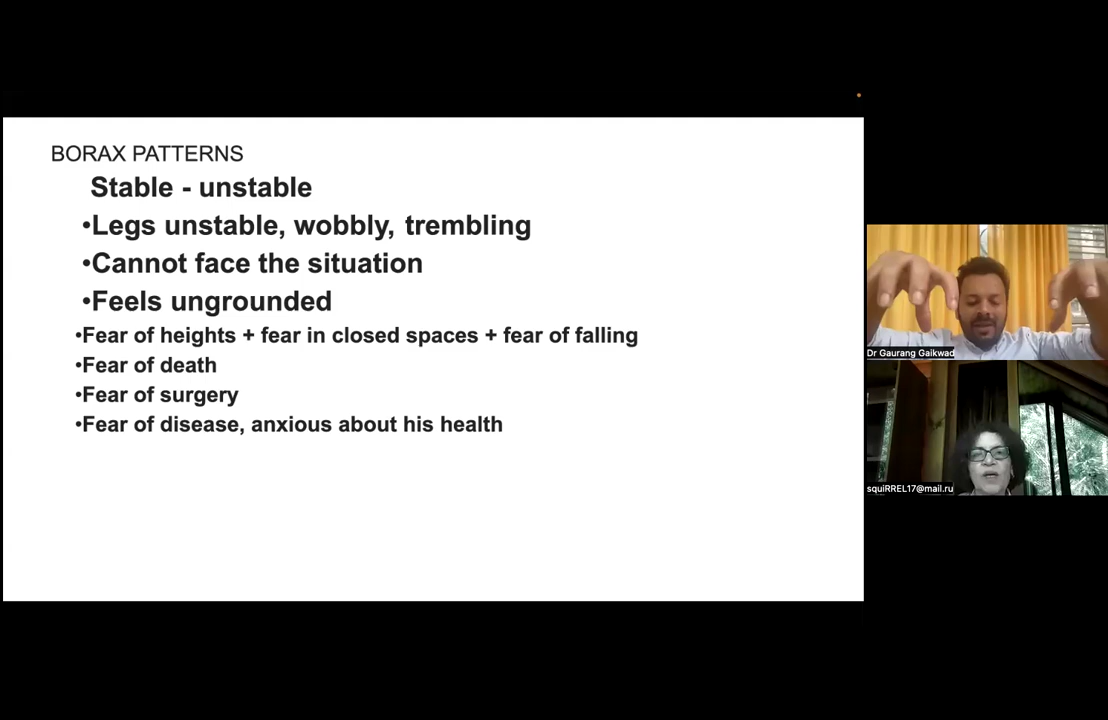 BORAX PATTERNS
Stable - unstable
•Legs unstable, wobbly, trembling
•Cannot face the situation
•Feels ungrounded
•Fear of heights + fear in closed spaces + fear of falling
•Fear of death
•Fear of surgery
•Fear of disease, anxious about his health
Dr Gaurang Gaikwad
squiRREL17@mail.ru